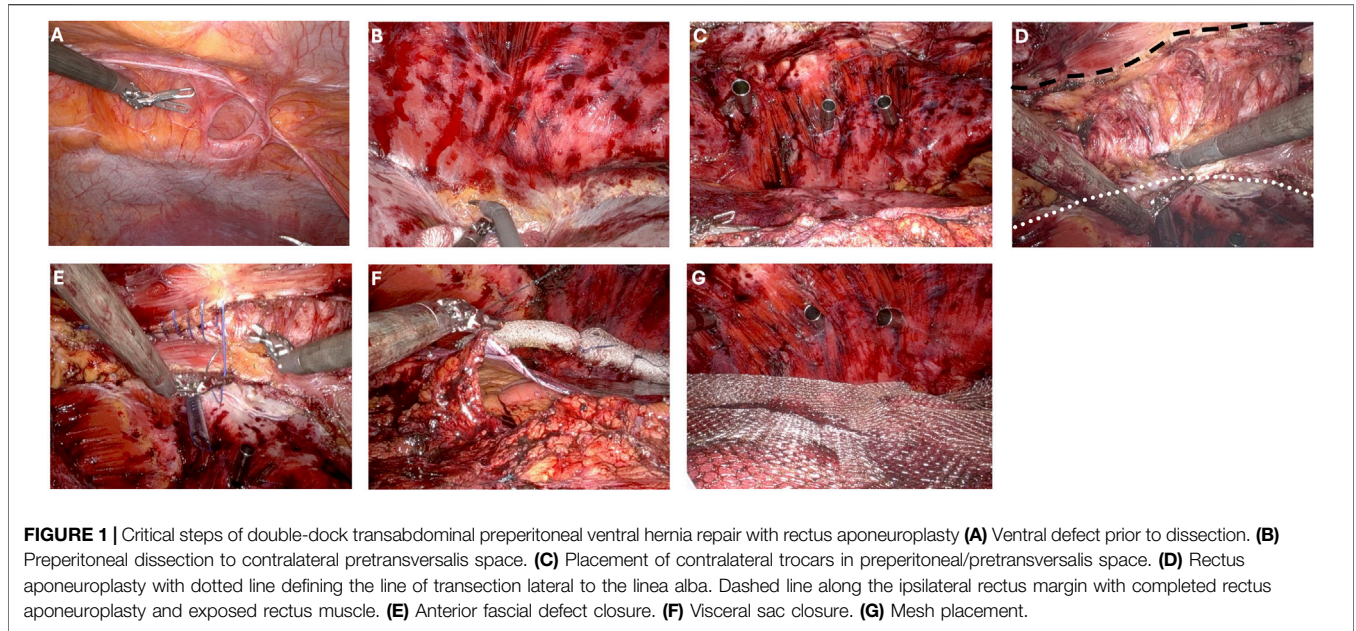 A
B
C
D
E
F
G
FIGURE 1 | Critical steps of double-dock transabdominal preperitoneal ventral hernia repair with rectus aponeuroplasty (A) Ventral defect prior to dissection. (B)
Preperitoneal dissection to contralateral pretransversalis space. (C) Placement of contralateral trocars in preperitoneal/pretransversalis space. (D) Rectus
aponeuroplasty with dotted line defining the line of transection lateral to the linea alba. Dashed line along the ipsilateral rectus margin with completed rectus
aponeuroplasty and exposed rectus muscle. (E) Anterior fascial defect closure. (F) Visceral sac closure. (G) Mesh placement.